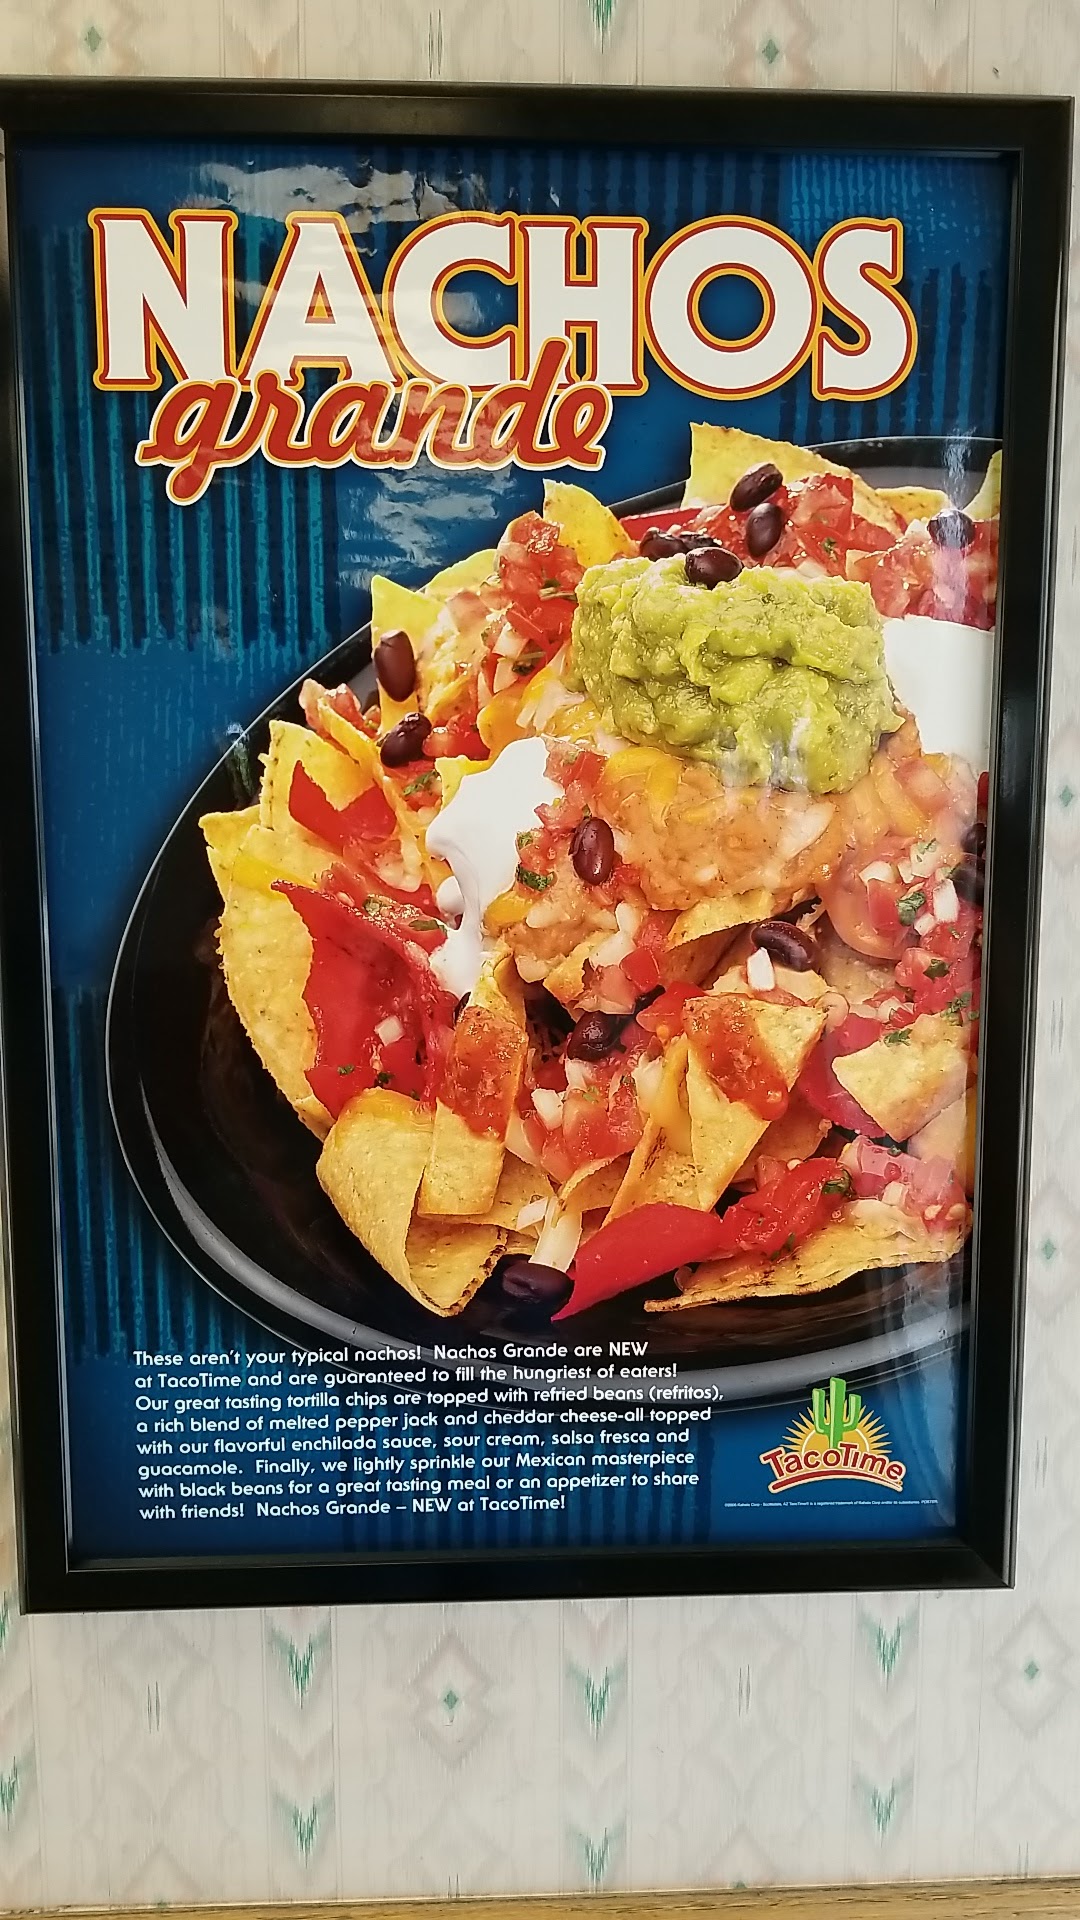 NACHOS
grande
These aren't your typical nachos! Nachos Grande are NEW
at TacoTime and are guaranteed to fill the hungriest of eaters!
Our great tasting tortilla chips are topped with refried beans (refritos),
a rich blend of melted pepper jack and cheddar cheese-all topped
with our flavorful enchilada sauce, sour cream, salsa fresca and
guacamole. Finally, we lightly sprinkle our Mexican masterpiece
with black beans for a great tasting meal or an appetizer to share
with friends! Nachos Grande – NEW at TacoTime!
TacoTime